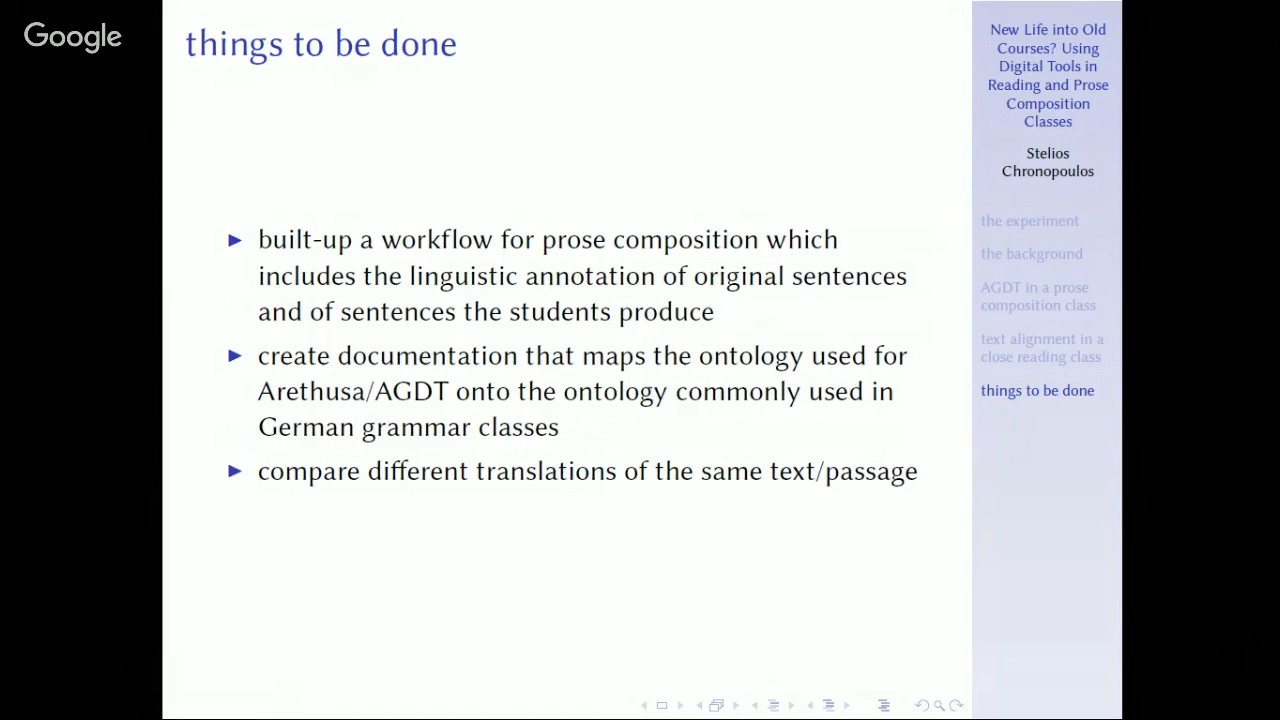 Google
things to be done
built-up a workflow for prose composition which
includes the linguistic annotation of original sentences
and of sentences the students produce
create documentation that maps the ontology used for
Arethusa/AGDT onto the ontology commonly used in
German grammar classes
compare different translations of the same text/passage
New Life into Old
Courses? Using
Digital Tools in
Reading and Prose
Composition
Classes
Stelios
Chronopoulos
the experiment
the background
AGDT in a prose
composition class
text alignment in a
close reading class
things to be done